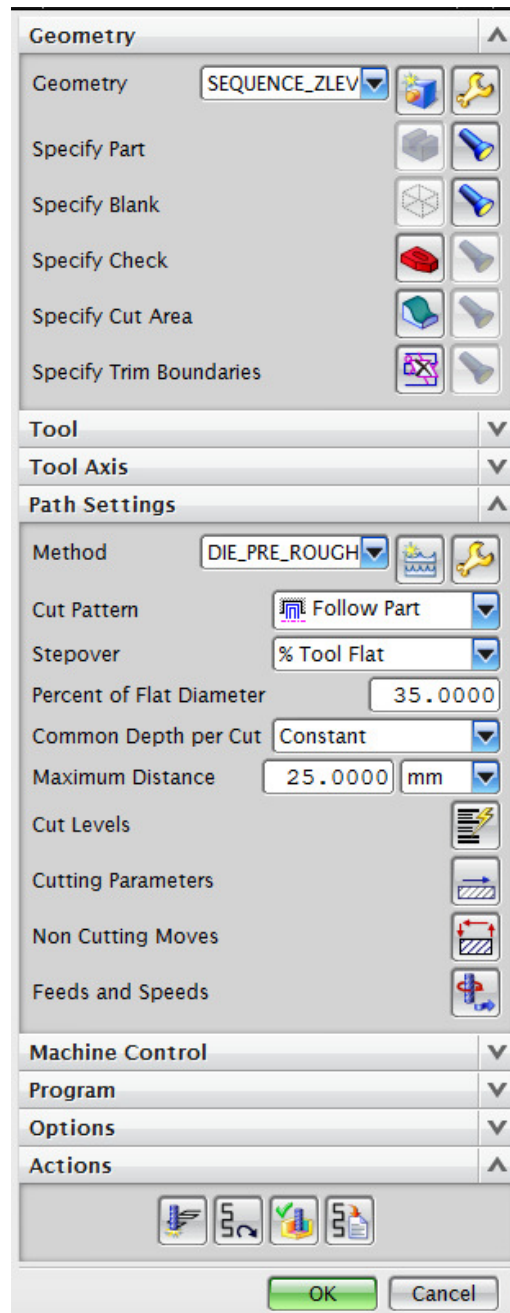 Geometry
Geometry SEQUENCE_ZLEV
Specify Part
Specify Blank
Specify Check
Specify Cut Area
Specify Trim Boundaries
Tool
Tool Axis
Path Settings
Method DIE_PRE_ROUGH
Cut Pattern Follow Part
Stepover % Tool Flat
Percent of Flat Diameter 35.0000
Common Depth per Cut Constant
Maximum Distance 25.0000 mm
Cut Levels
Cutting Parameters
Non Cutting Moves
Feeds and Speeds
Machine Control
Program
Options
Actions
OK Cancel